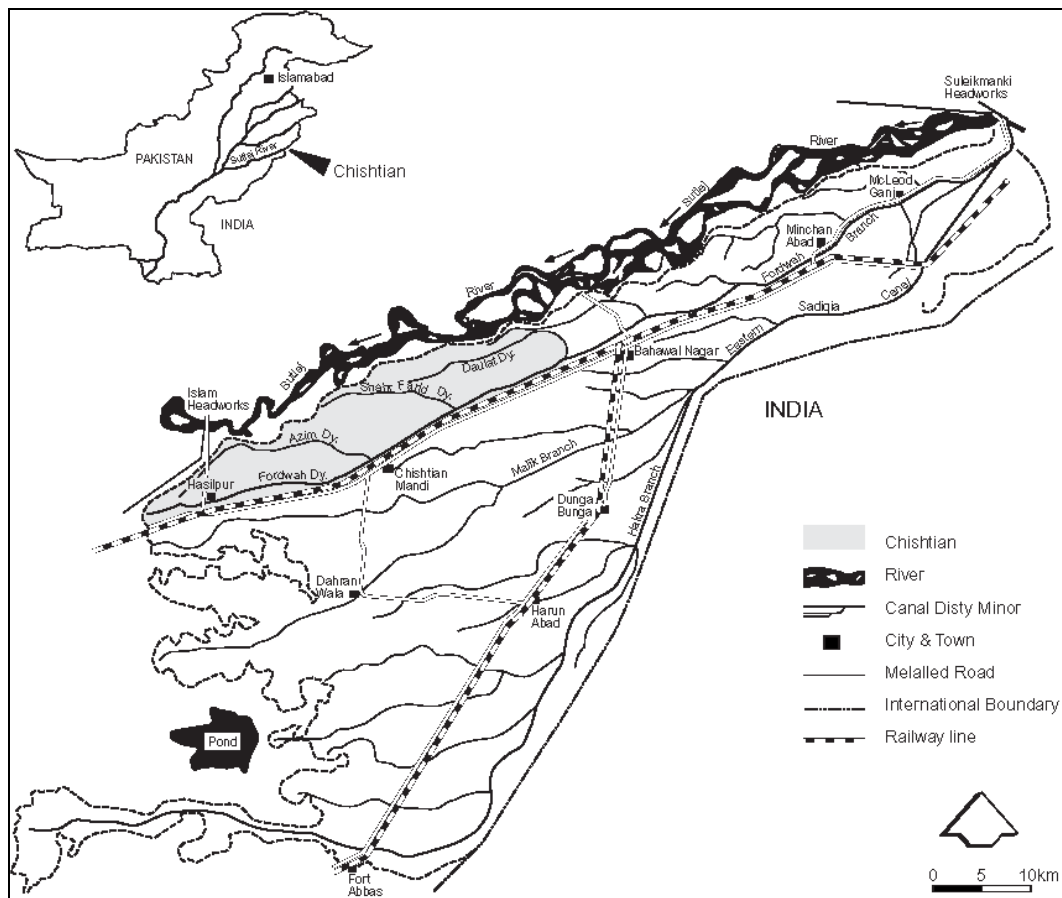 Islamabad
PAKISTAN
Sutlej River
Chishtian
INDIA
Suleikmanki
Headworks
River
McLeod
Ganj
Sutlej
Minchan
Abad
Fordwah
Branch
River
Sadiqia
Canal
Eastern
Bahawal Nagar
Daulat Dy.
Sutlej
Farid Dy.
Islam
Headworks
INDIA
Azim Dy.
Fordwah Dy.
Chishtian
Mandi
Malik Branch
Hasilpur
Dunga
Bunga
Hakra Branch
Dahran
Wala
Harun
Abad
Pond
Fort
Abbas
Chishtian
River
Canal Disty Minor
City & Town
Melalled Road
International Boundary
Railway line
0 5 10km